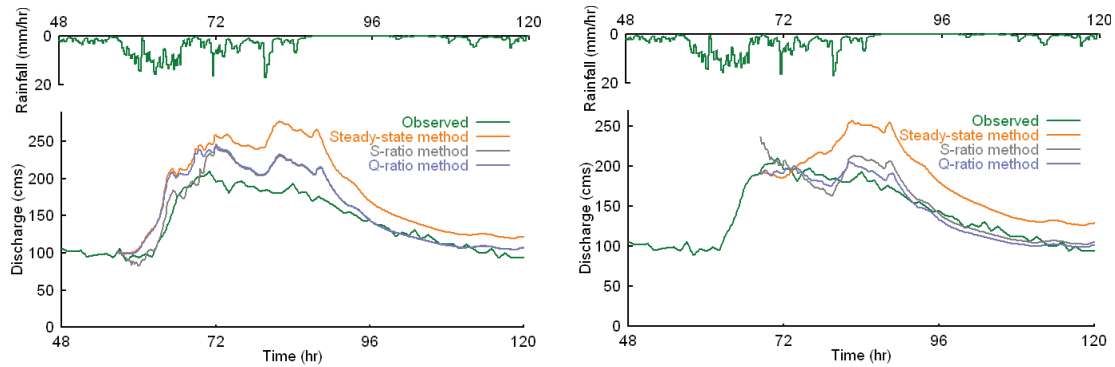 48 72 96 120
Rainfall (mm/hr)
0
20
Discharge (cms)
250
200
150
100
50
0
Observed
Steady-state method
S-ratio method
Q-ratio method
48 72 96 120
Time (hr)
48 72 96 120
Rainfall (mm/hr)
0
20
Discharge (cms)
250
200
150
100
50
0
Observed
Steady-state method
S-ratio method
Q-ratio method
48 72 96 120
Time (hr)